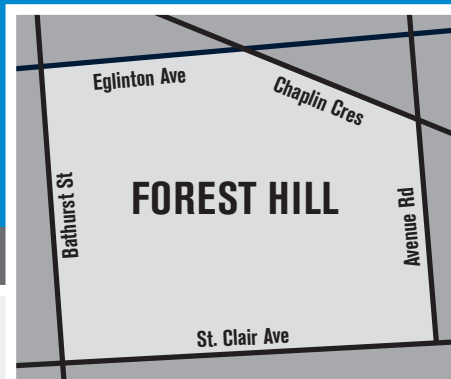 Eglinton Ave
Chaplin Cres
Bathurst St
FOREST HILL
Avenue Rd
St. Clair Ave